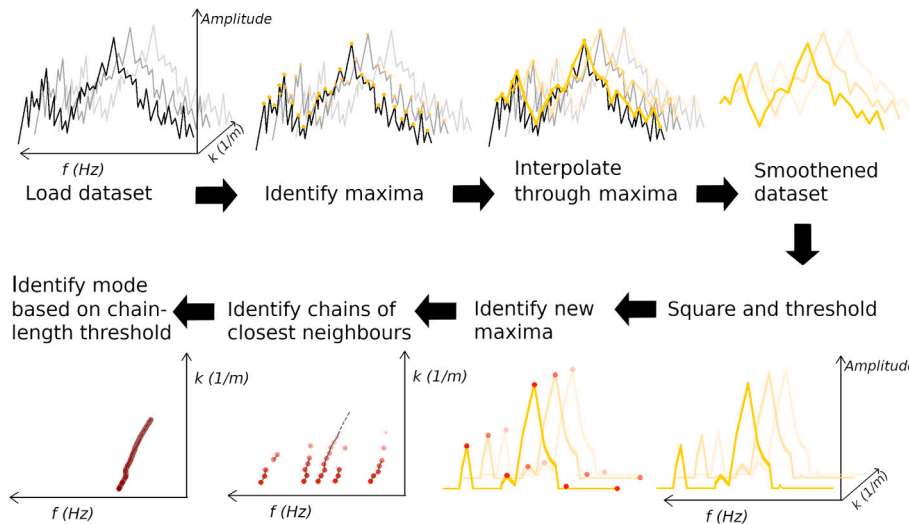 Amplitude
k (1/m)
f (Hz)
Load dataset
Identify maxima
Interpolate
through maxima
Smoothened
dataset
Identify mode
based on chain-
length threshold
Identify chains of
closest neighbours
Identify new
maxima
Square and threshold
k (1/m)
f (Hz)
k (1/m)
f (Hz)
Amplitude
k (1/m)
f (Hz)